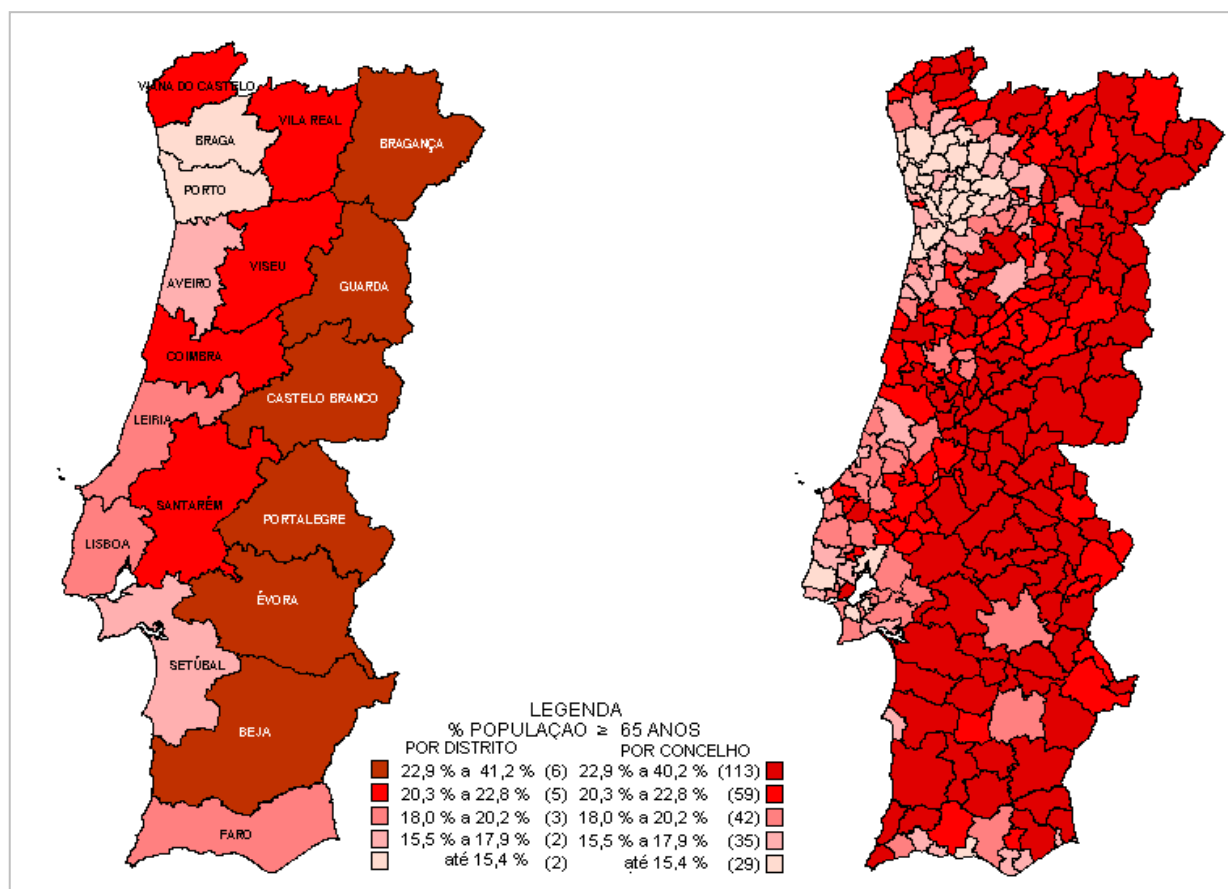 VIANA DO CASTELO
BRAGA
VILA REAL
BRAGANÇA
PORTO
AVEIRO
VISEU
GUARDA
COIMBRA
CASTELO BRANCO
LEIRIA
SANTARÉM
PORTALEGRE
LISBOA
ÉVORA
SETÚBAL
BEJA
FARO
LEGENDA
% POPULAÇAO ≥ 65 ANOS
POR DISTRITO POR CONCELHO
22,9 % a 41,2 % (6) 22,9 % a 40,2 % (113)
20,3 % a 22,8 % (5) 20,3 % a 22,8 % (59)
18,0 % a 20,2 % (3) 18,0 % a 20,2 % (42)
15,5 % a 17,9 % (2) 15,5 % a 17,9 % (35)
até 15,4 % (2) até 15,4 % (29)